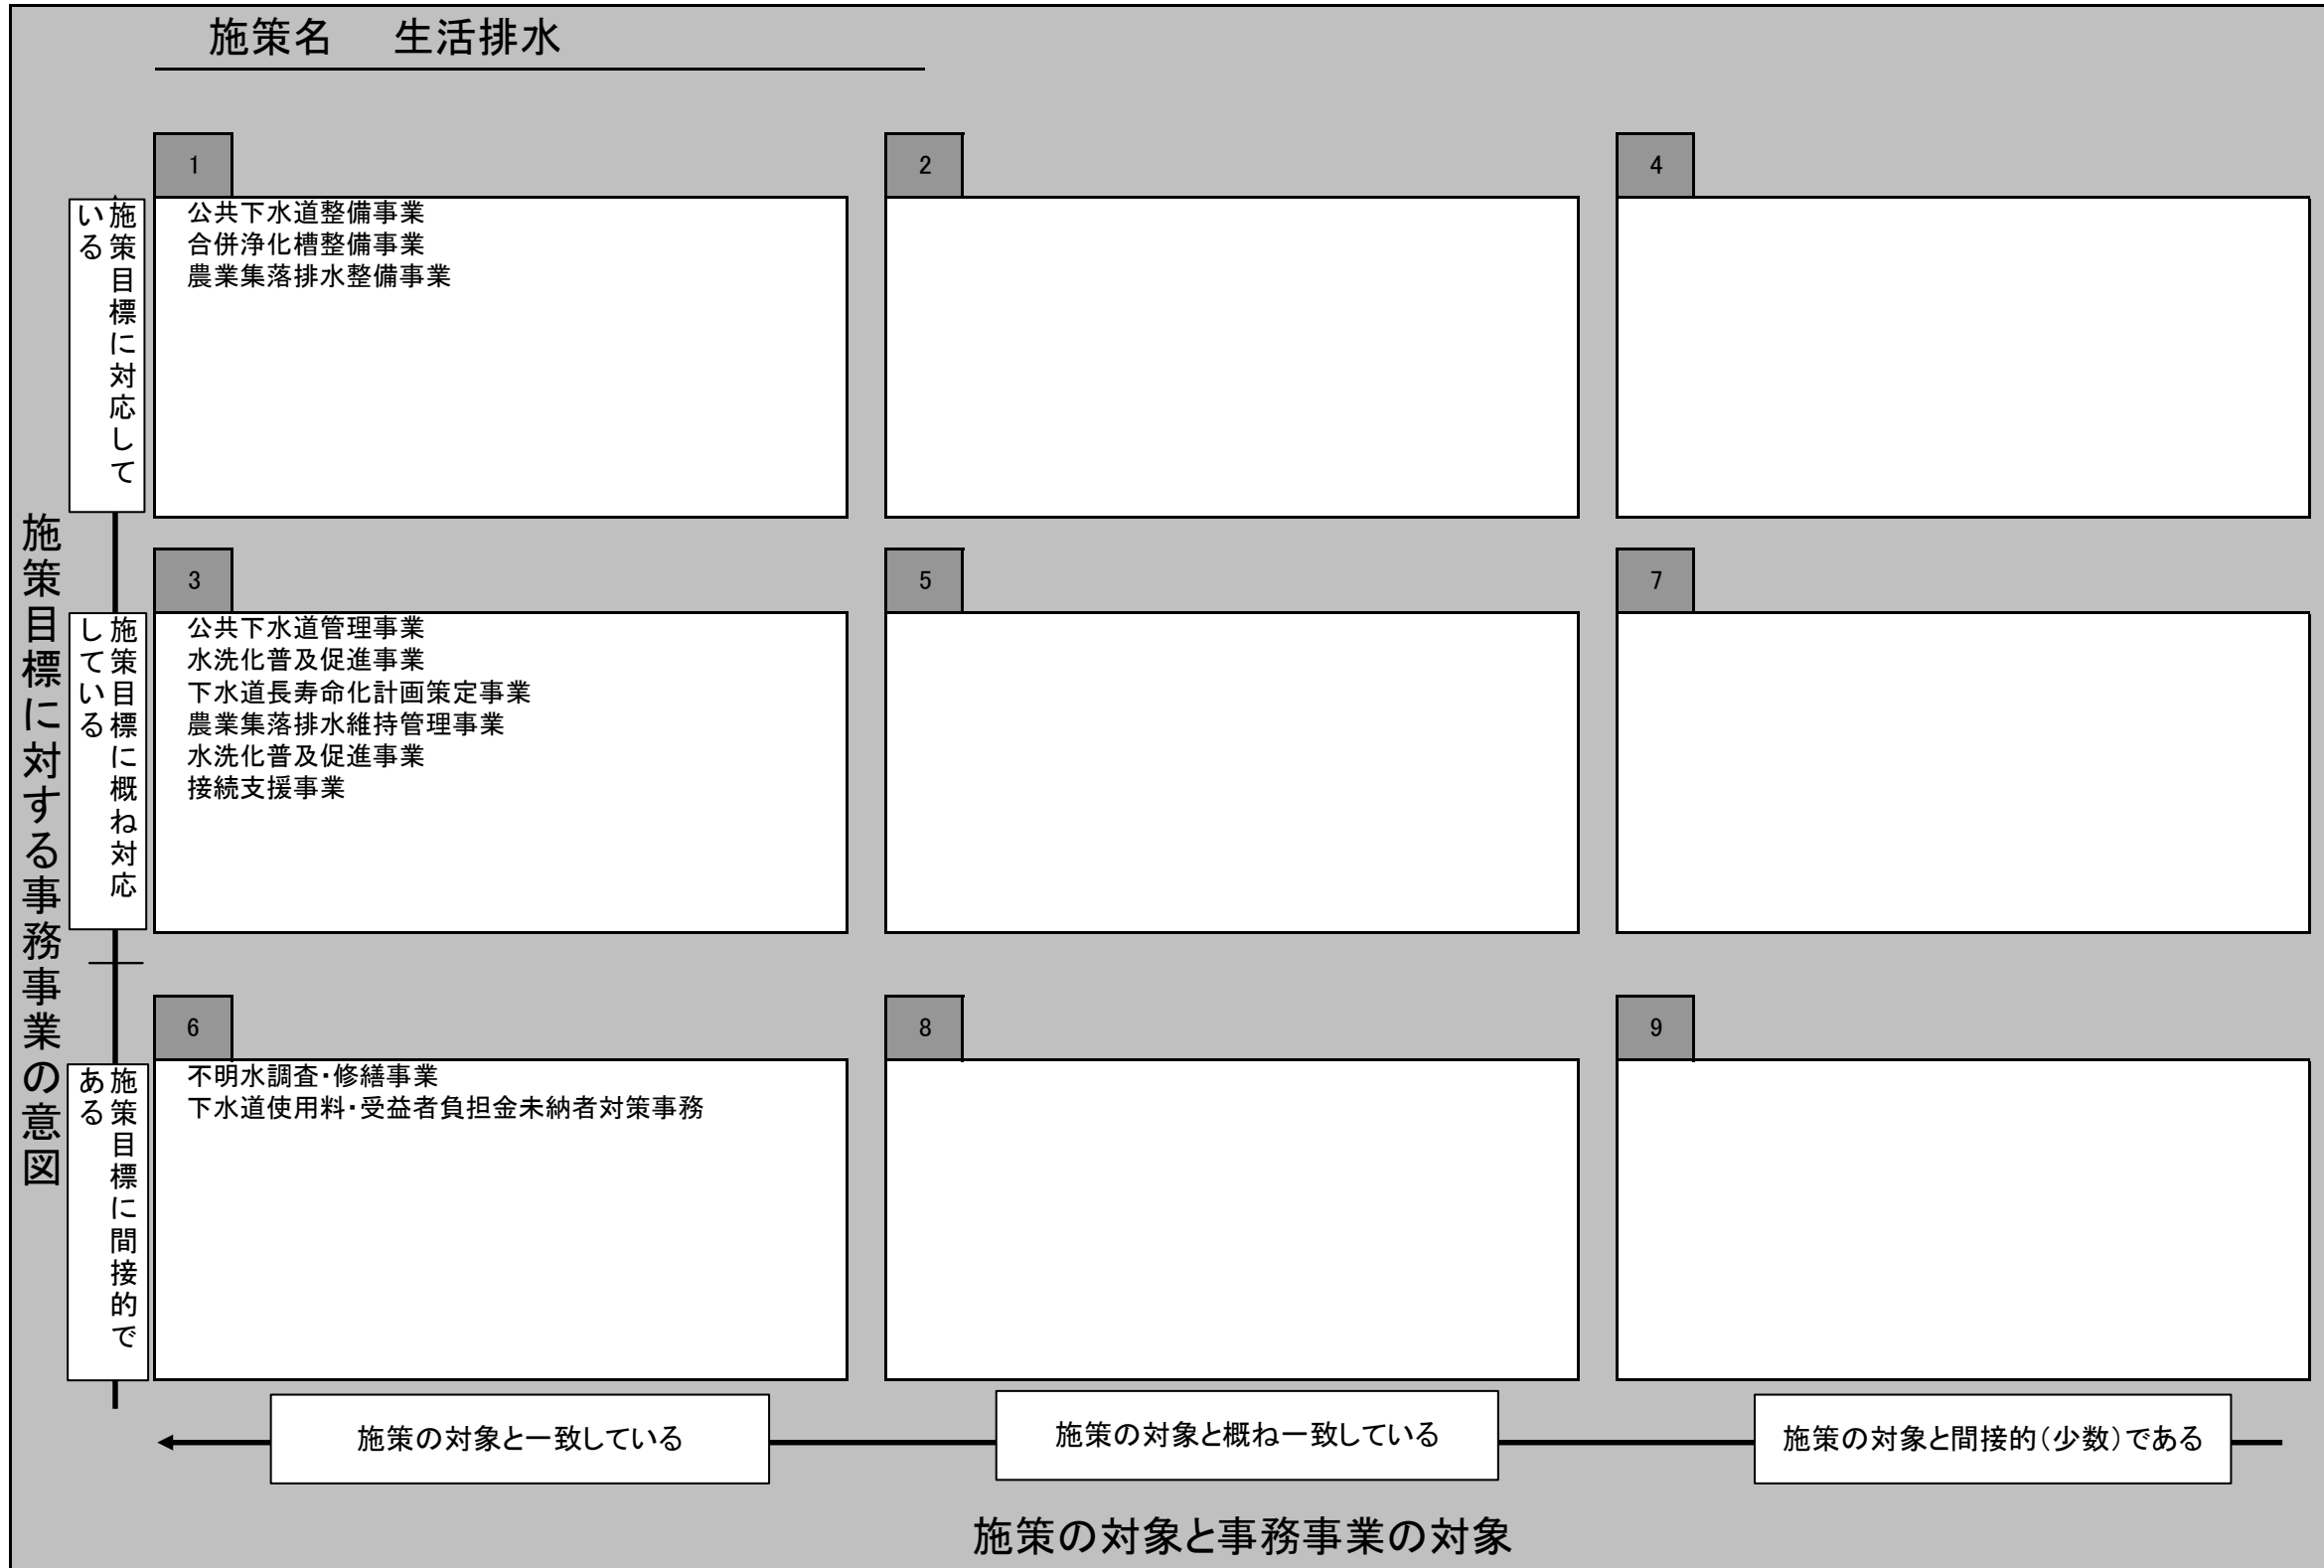 施策名 生活排水
1
2
4
施策目標に対応して
いる
公共下水道整備事業
合併浄化槽整備事業
農業集落排水整備事業
施策目標に対する事務事業の意図
3
5
7
施策目標に概ね対応
している
公共下水道管理事業
水洗化普及促進事業
下水道長寿命化計画策定事業
農業集落排水維持管理事業
水洗化普及促進事業
接続支援事業
6
8
9
施策目標に間接的で
ある
不明水調査・修繕事業
下水道使用料・受益者負担金未納者対策事務
施策の対象と一致している
施策の対象と概ね一致している
施策の対象と間接的(少数)である
施策の対象と事務事業の対象